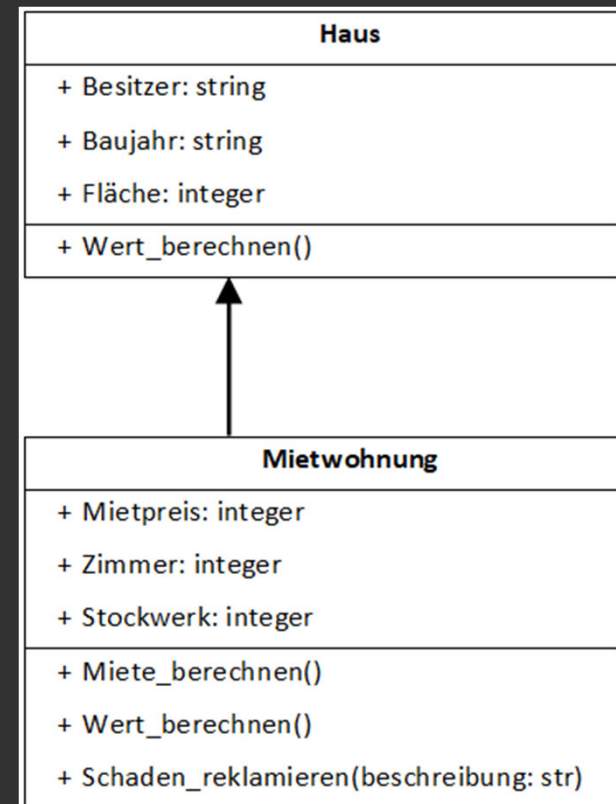 Haus
+ Besitzer: string
+ Baujahr: string
+ Fläche: integer
+ Wert_berechnen()
Mietwohnung
+ Mietpreis: integer
+ Zimmer: integer
+ Stockwerk: integer
+ Miete_berechnen()
+ Wert_berechnen()
+ Schaden_reklamieren(beschreibung: str)